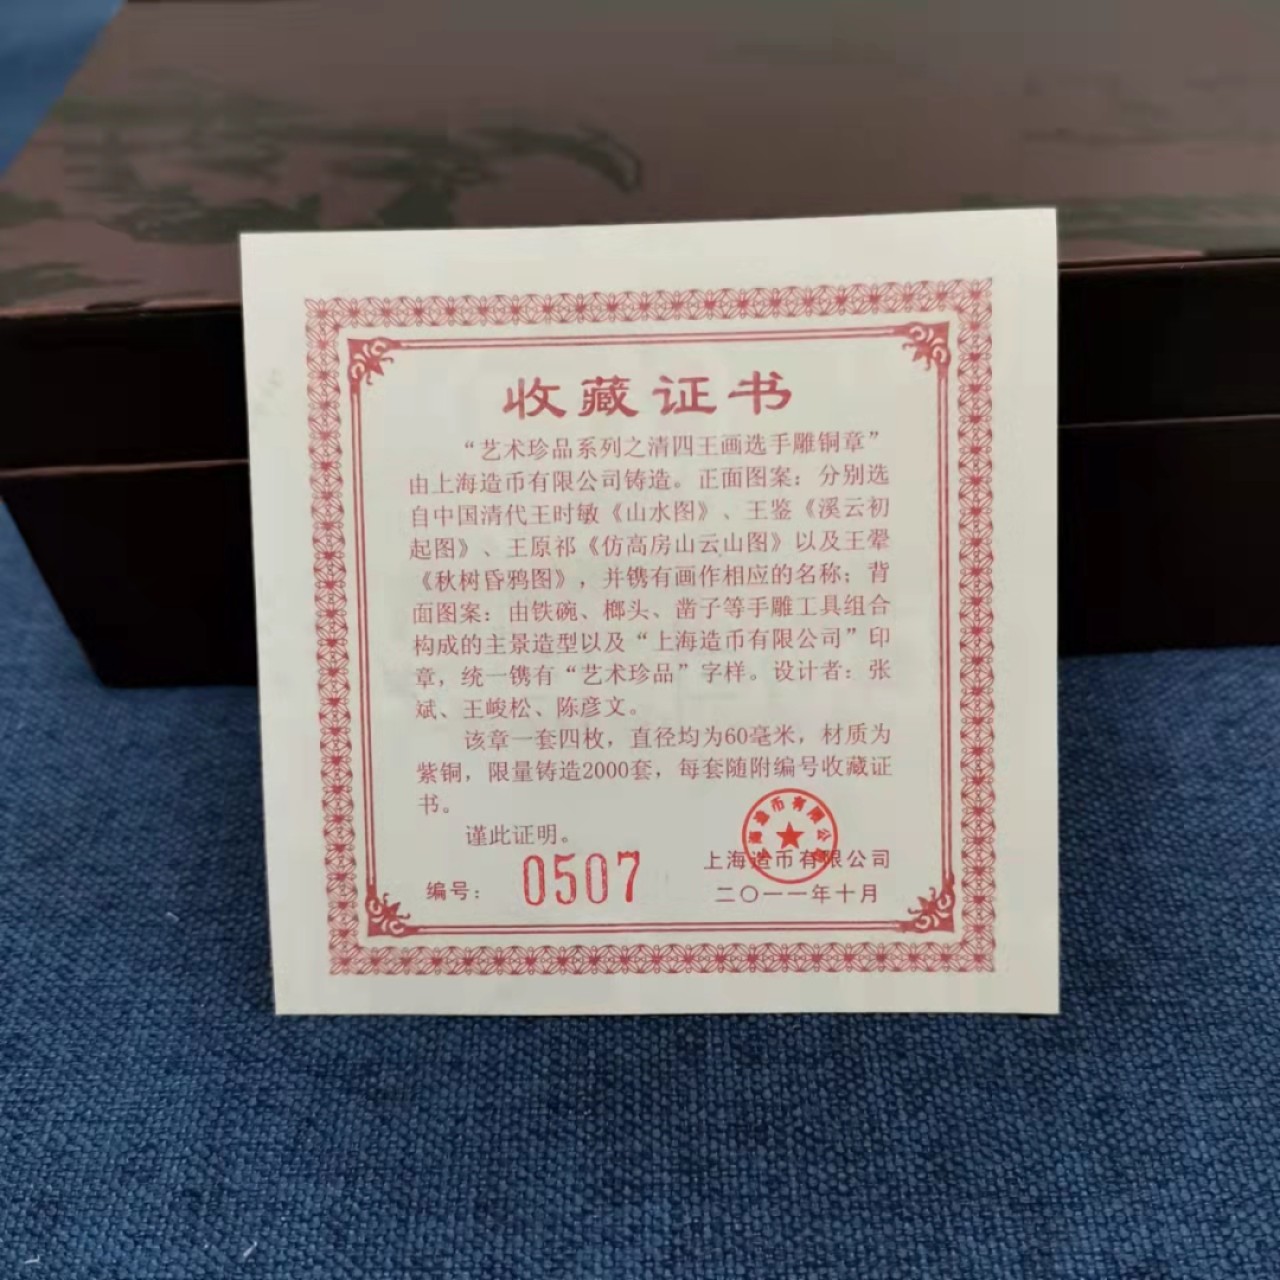 收藏证书
“艺术珍品系列之清四王画选手雕铜章”
由上海造币有限公司铸造。正面图案：分别选
自中国清代王时敏《山水图》、王鉴《溪云初
起图》、王原祁《仿高房山云山图》以及王翚
《秋树昏鸦图》，并镌有画作相应的名称；背
面图案：由铁碗、榔头、凿子等手雕工具组合
构成的主景造型以及“上海造币有限公司”印
章，统一镌有“艺术珍品”字样。设计者：张
斌、王峻松、陈彦文。
该章一套四枚，直径均为60毫米，材质为
紫铜，限量铸造2000套，每套随附编号收藏证
书。
谨此证明。
上海造币有限公司
编号：0507
上海造币有限公司
二〇一一年十月